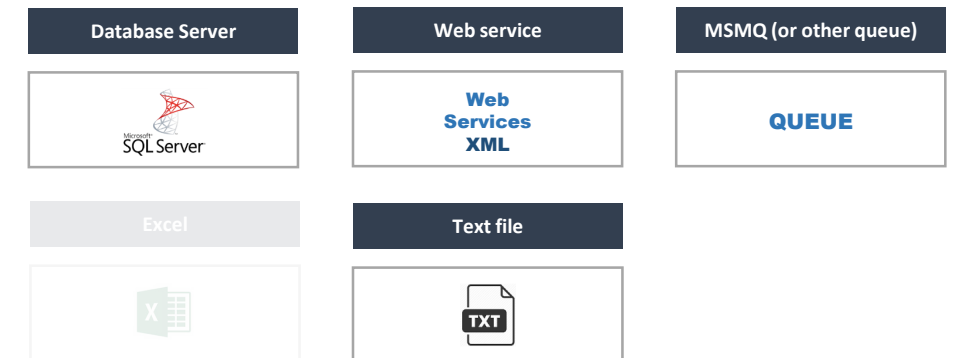 Database Server
Web service
MSMQ (or other queue)
Microsoft
SQL Server
Web
Services
XML
QUEUE
Excel
Text file
X
TXT